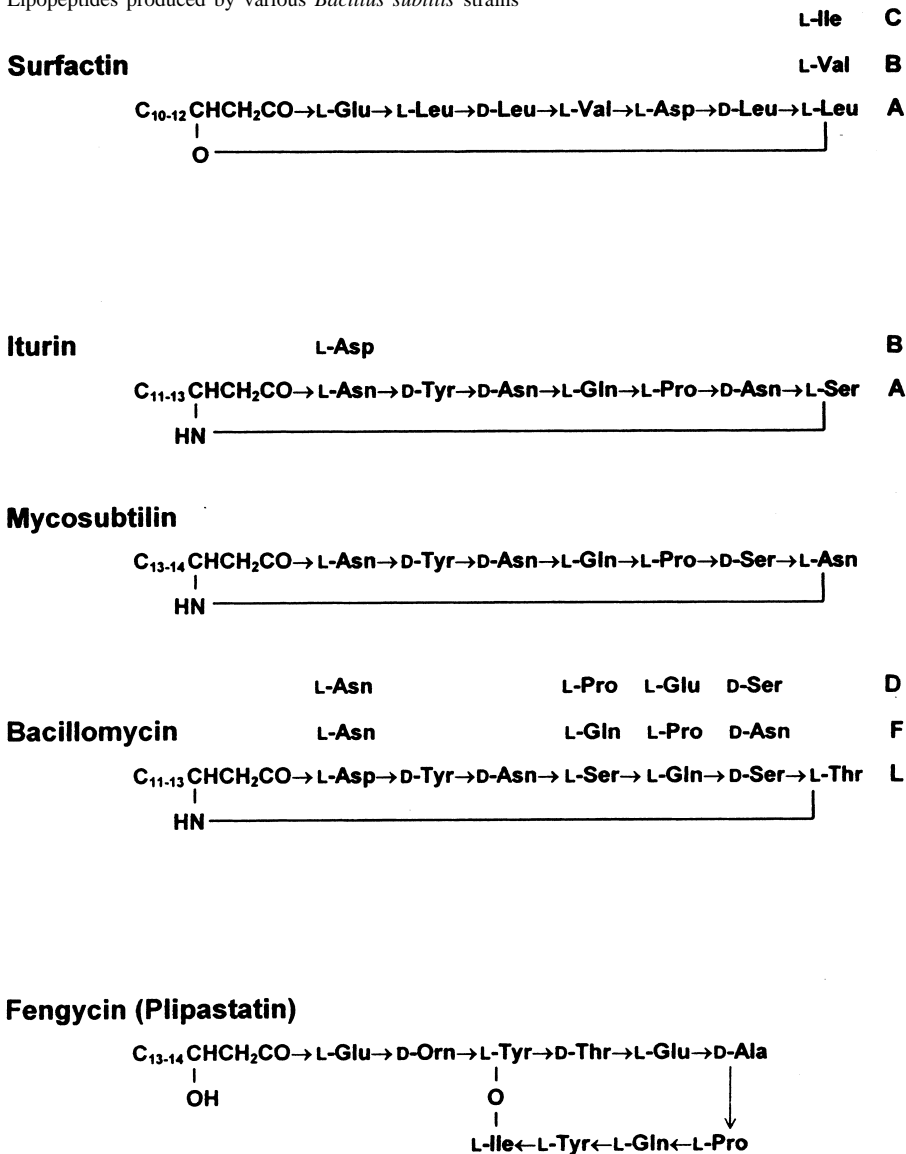 Lipopeptides produced by various Bacillus subtilis strains
L-Ile C
Surfactin L-Val B
C10-12CHCH2CO→L-Glu→L-Leu→D-Leu→L-Val→L-Asp→D-Leu→L-Leu A
O
Iturin L-Asp B
C11-13CHCH2CO→L-Asn→D-Tyr→D-Asn→L-Gln→L-Pro→D-Asn→L-Ser A
HN
Mycosubtilin
C13-14CHCH2CO→L-Asn→D-Tyr→D-Asn→L-Gln→L-Pro→D-Ser→L-Asn
HN
L-Asn L-Pro L-Glu D-Ser D
Bacillomycin L-Asn L-Gln L-Pro D-Asn F
C11-13CHCH2CO→L-Asp→D-Tyr→D-Asn→L-Ser→L-Gln→D-Ser→L-Thr L
HN
Fengycin (Plipastatin)
C13-14CHCH2CO→L-Glu→D-Orn→L-Tyr→D-Thr→L-Glu→D-Ala
OH O
L-Ile←L-Tyr←L-Gln←L-Pro